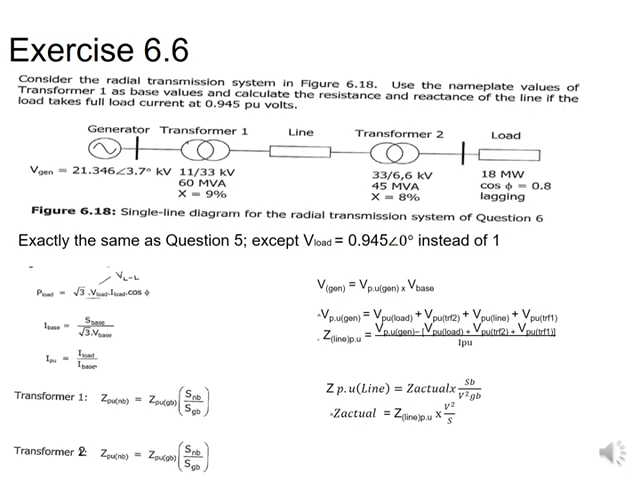 Exercise 6.6
Consider the radial transmission system in Figure 6.18. Use the nameplate values of
Transformer 1 as base values and calculate the resistance and reactance of the line if the
load takes full load current at 0.945 pu volts.
Generator Transformer 1 Line Transformer 2 Load
Vgen = 21.346∠3.7° kV 11/33 kV 33/6,6 kV 18 MW
60 MVA 45 MVA cos ϕ = 0.8
X = 9% X = 8% lagging
Figure 6.18: Single-line diagram for the radial transmission system of Question 6
Exactly the same as Question 5; except Vload = 0.945∠0° instead of 1
VL-L
Pload = √3 .Vload.Iload.cos ϕ
V(gen) = Vp.u(gen) x Vbase
Ibase = Sbase / √3.Vbase
Vp.u(gen) = Vpu(load) + Vpu(trf2) + Vpu(line) + Vpu(trf1)
Z(line)p.u = Vp.u(gen)− [Vpu(load) + Vpu(trf2) + Vpu(trf1)] / Ipu
Ipu = Iload / Ibase
Transformer 1: Zpu(nb) = Zpu(gb) (Snb / Sgb)
Z p.u(Line) = Zactualx Sb / V²gb
Zactual = Z(line)p.u x V² / S
Transformer 2: Zpu(nb) = Zpu(gb) (Snb / Sgb)